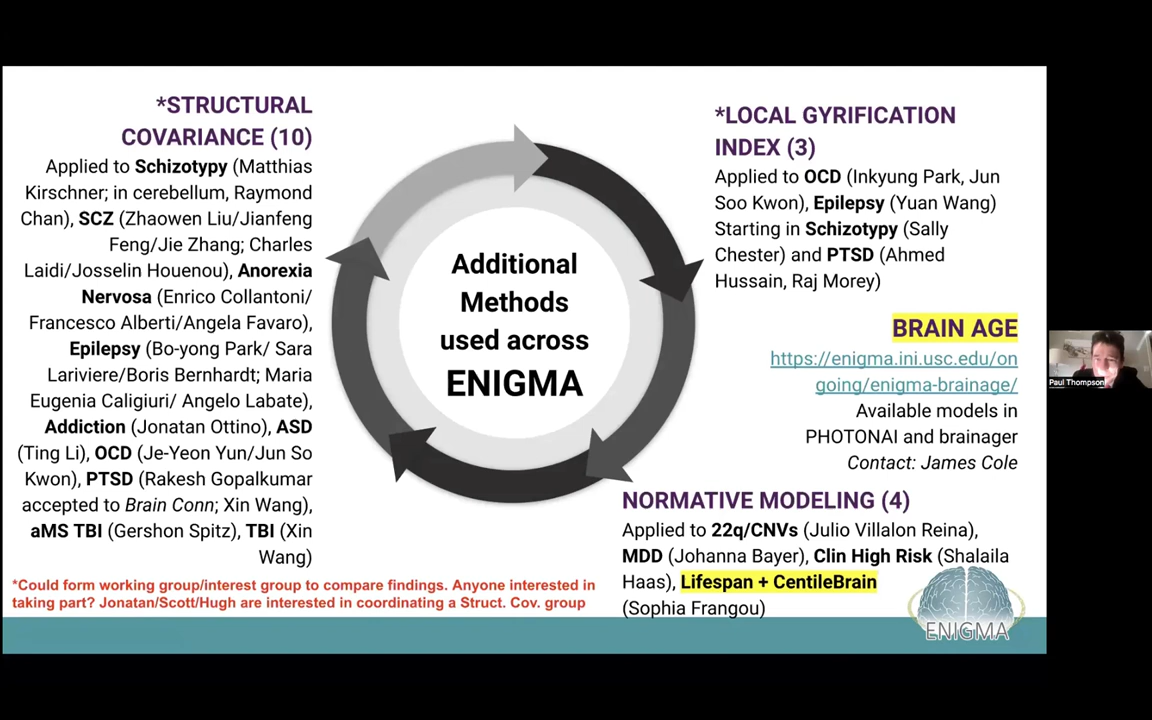 *STRUCTURAL
COVARIANCE (10)
Applied to Schizotypy (Matthias
Kirschner; in cerebellum, Raymond
Chan), SCZ (Zhaowen Liu/Jianfeng
Feng/Jie Zhang; Charles
Laidi/Josselin Houenou), Anorexia
Nervosa (Enrico Collantoni/
Francesco Alberti/Angela Favaro),
Epilepsy (Bo-yong Park/ Sara
Lariviere/Boris Bernhardt; Maria
Eugenia Caligiuri/ Angelo Labate),
Addiction (Jonatan Ottino), ASD
(Ting Li), OCD (Je-Yeon Yun/Jun So
Kwon), PTSD (Rakesh Gopalkumar
accepted to Brain Conn; Xin Wang),
aMS TBI (Gershon Spitz), TBI (Xin
Wang)
*Could form working group/interest group to compare findings. Anyone interested in
taking part? Jonatan/Scott/Hugh are interested in coordinating a Struct. Cov. group
Additional
Methods
used across
ENIGMA
*LOCAL GYRIFICATION
INDEX (3)
Applied to OCD (Inkyung Park, Jun
Soo Kwon), Epilepsy (Yuan Wang)
Starting in Schizotypy (Sally
Chester) and PTSD (Ahmed
Hussain, Raj Morey)
BRAIN AGE
https://enigma.ini.usc.edu/on
going/enigma-brainage/
Available models in
PHOTONAI and brainager
Contact: James Cole
NORMATIVE MODELING (4)
Applied to 22q/CNVs (Julio Villalon Reina),
MDD (Johanna Bayer), Clin High Risk (Shalaila
Haas), Lifespan + CentileBrain
(Sophia Frangou)
ENIGMA
Paul Thompson